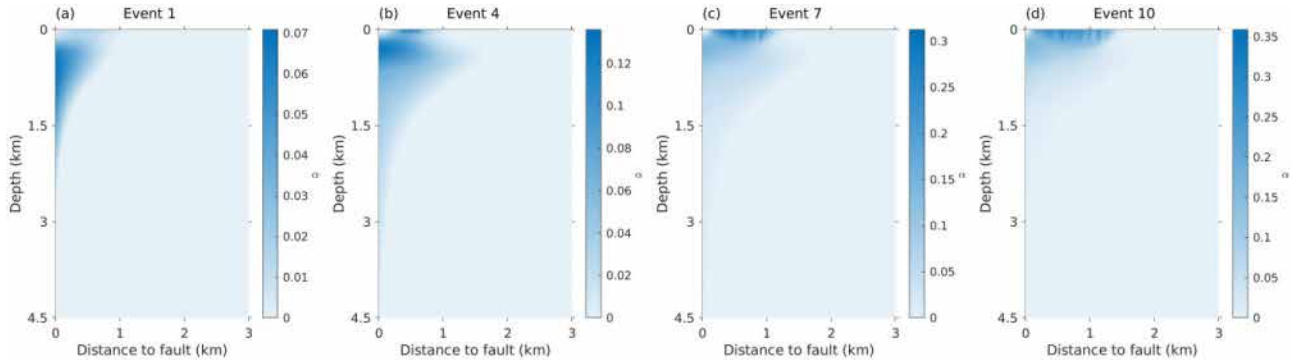 (a) Event 1
(b) Event 4
(c) Event 7
(d) Event 10
0
1.5
3
4.5
Depth (km)
0 1 2 3
Distance to fault (km)
0.07
0.06
0.05
0.04
0.03
0.02
0.01
0
α
0
1.5
3
4.5
Depth (km)
0 1 2 3
Distance to fault (km)
0.12
0.1
0.08
0.06
0.04
0.02
0
α
0
1.5
3
4.5
Depth (km)
0 1 2 3
Distance to fault (km)
0.3
0.25
0.2
0.15
0.1
0.05
0
α
0
1.5
3
4.5
Depth (km)
0 1 2 3
Distance to fault (km)
0.35
0.3
0.25
0.2
0.15
0.1
0.05
0
α